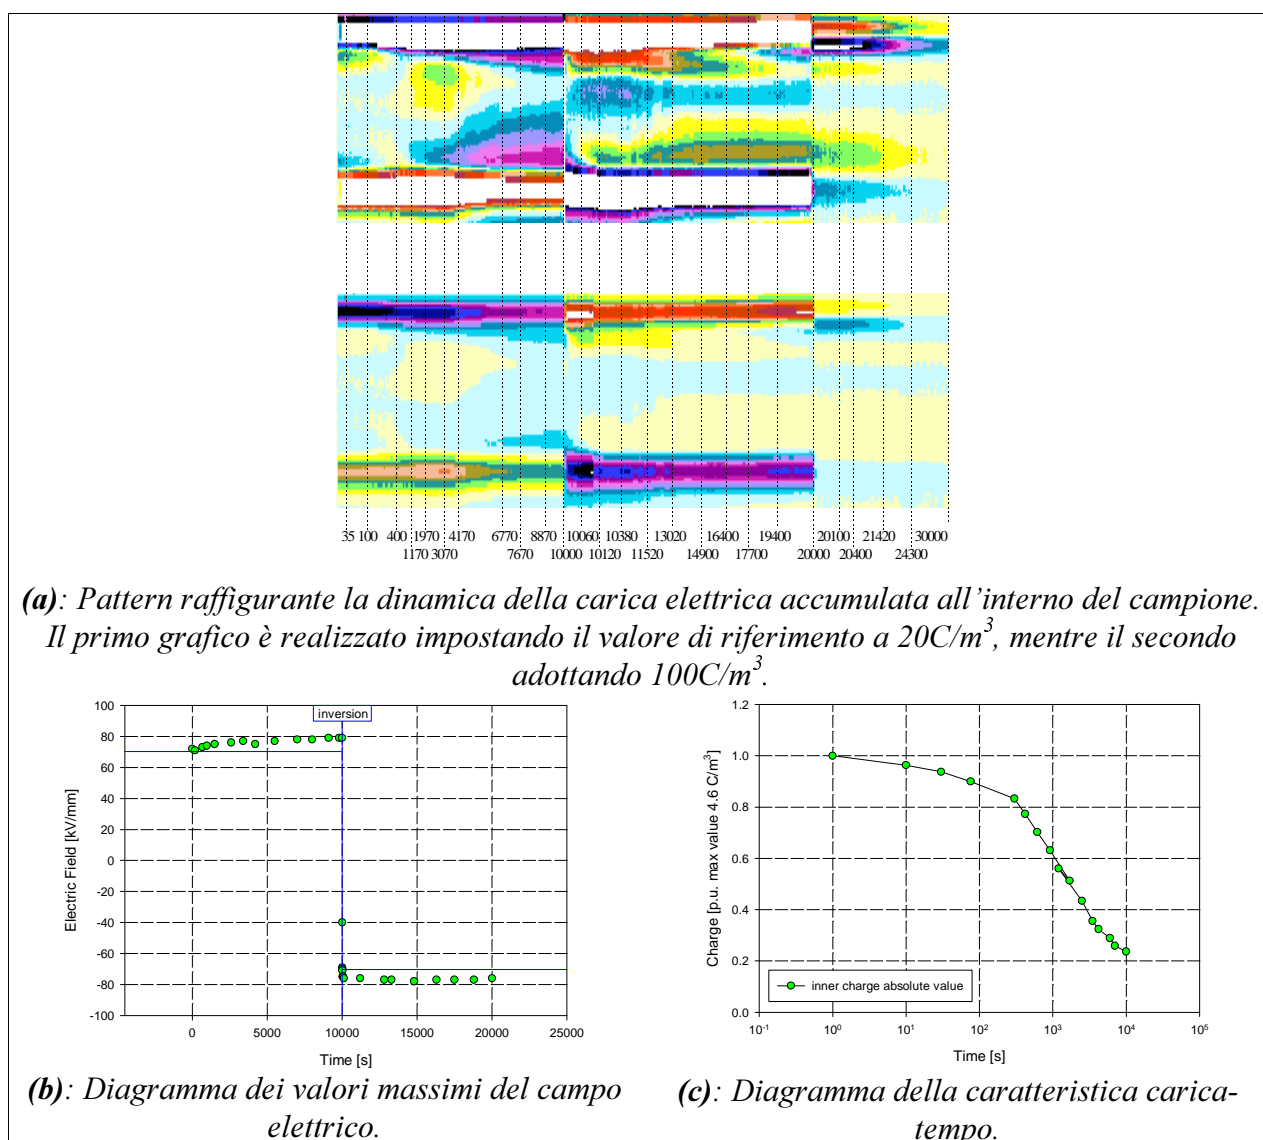 35 100 400 1970 4170 6770 8870 10060 10380 13020 16400 19400 20100 21420 30000
1170 3070 7670 10000 10120 11520 14900 17700 20000 20400 24300
(a): Pattern raffigurante la dinamica della carica elettrica accumulata all’interno del campione.
Il primo grafico è realizzato impostando il valore di riferimento a 20C/m³, mentre il secondo
adottando 100C/m³.
100
80
60
40
20
0
-20
-40
-60
-80
-100
Electric Field [kV/mm]
inversion
0 5000 10000 15000 20000 25000
Time [s]
(b): Diagramma dei valori massimi del campo
elettrico.
1.2
1.0
0.8
0.6
0.4
0.2
0.0
Charge [p.u. max value 4.6 C/m³]
inner charge absolute value
10⁻¹ 10⁰ 10¹ 10² 10³ 10⁴ 10⁵
Time [s]
(c): Diagramma della caratteristica carica-
tempo.